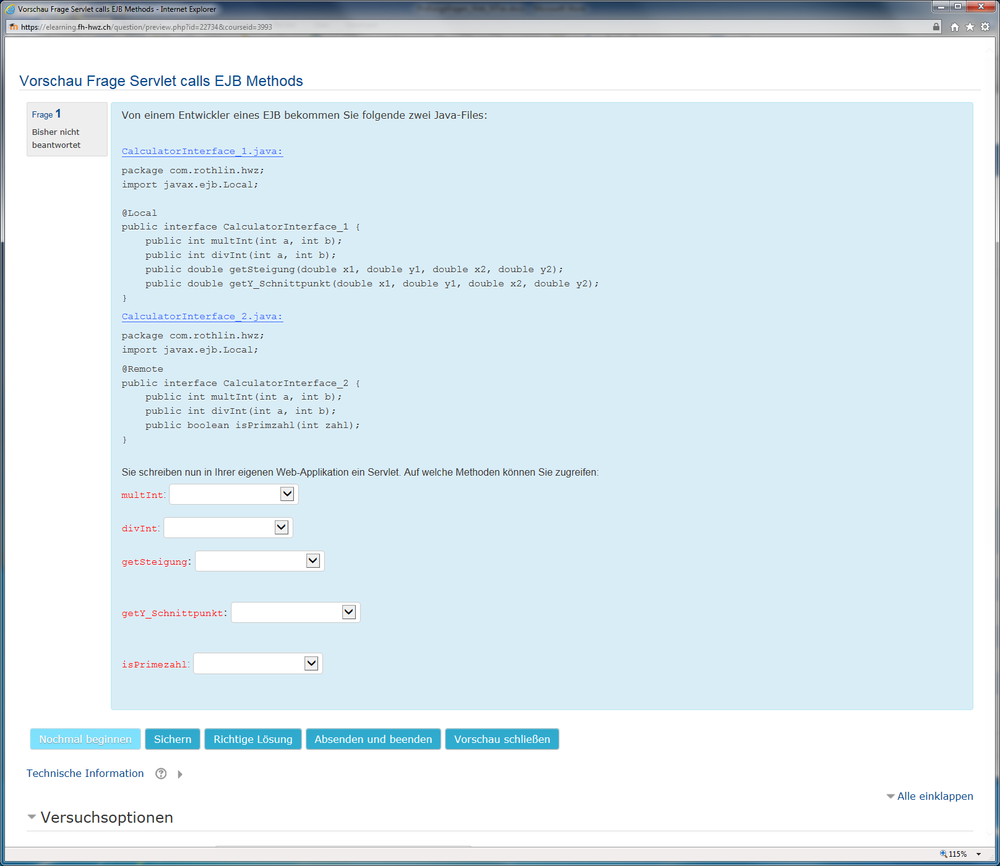 Vorschau Frage Servlet calls EJB Methods - Internet Explorer
https://elearning.fh-hwz.ch/question/preview.php?id=22734&courseid=3993
Vorschau Frage Servlet calls EJB Methods
Frage 1
Bisher nicht
beantwortet
Von einem Entwickler eines EJB bekommen Sie folgende zwei Java-Files:
CalculatorInterface_1.java:
package com.rothlin.hwz;
import javax.ejb.Local;
@Local
public interface CalculatorInterface_1 {
    public int multInt(int a, int b);
    public int divInt(int a, int b);
    public double getSteigung(double x1, double y1, double x2, double y2);
    public double getY_Schnittpunkt(double x1, double y1, double x2, double y2);
}
CalculatorInterface_2.java:
package com.rothlin.hwz;
import javax.ejb.Local;
@Remote
public interface CalculatorInterface_2 {
    public int multInt(int a, int b);
    public int divInt(int a, int b);
    public boolean isPrimzahl(int zahl);
}
Sie schreiben nun in Ihrer eigenen Web-Applikation ein Servlet. Auf welche Methoden können Sie zugreifen:
multInt:
divInt:
getSteigung:
getY_Schnittpunkt:
isPrimezahl:
Nochmal beginnen Sichern Richtige Lösung Absenden und beenden Vorschau schließen
Technische Information
Alle einklappen
Versuchsoptionen
115%